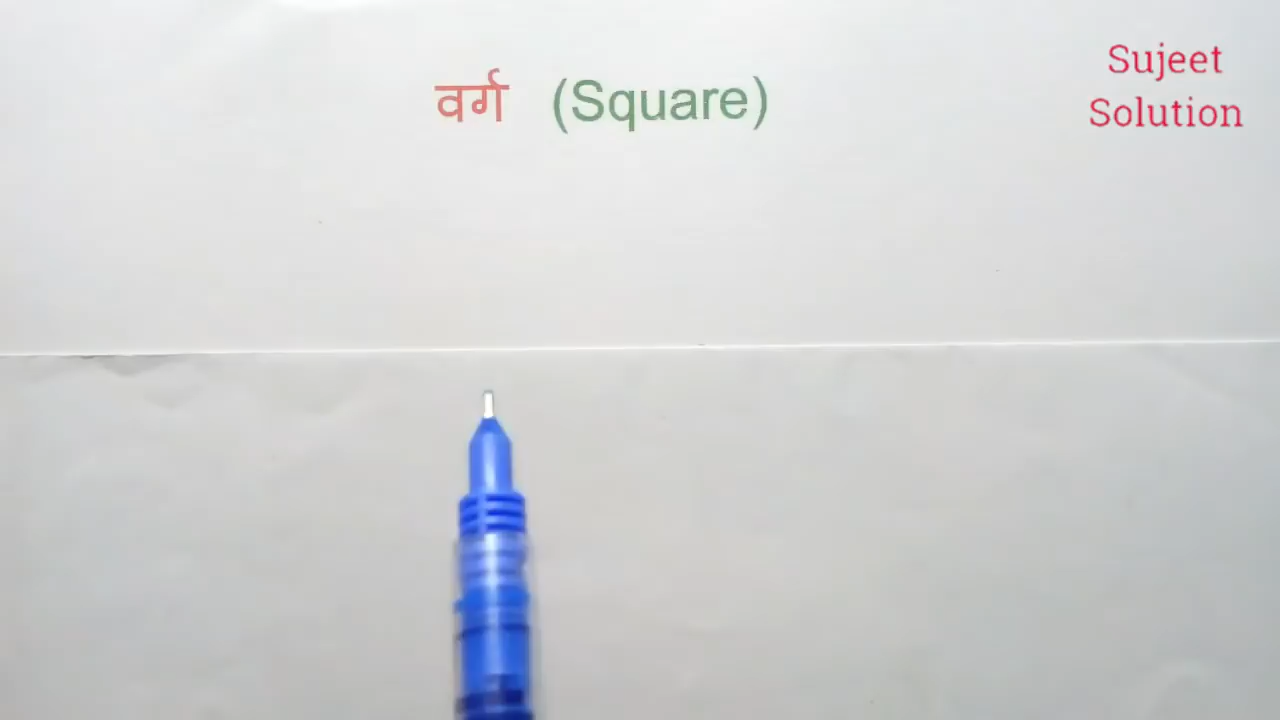 वर्ग (Square)
Sujeet
Solution